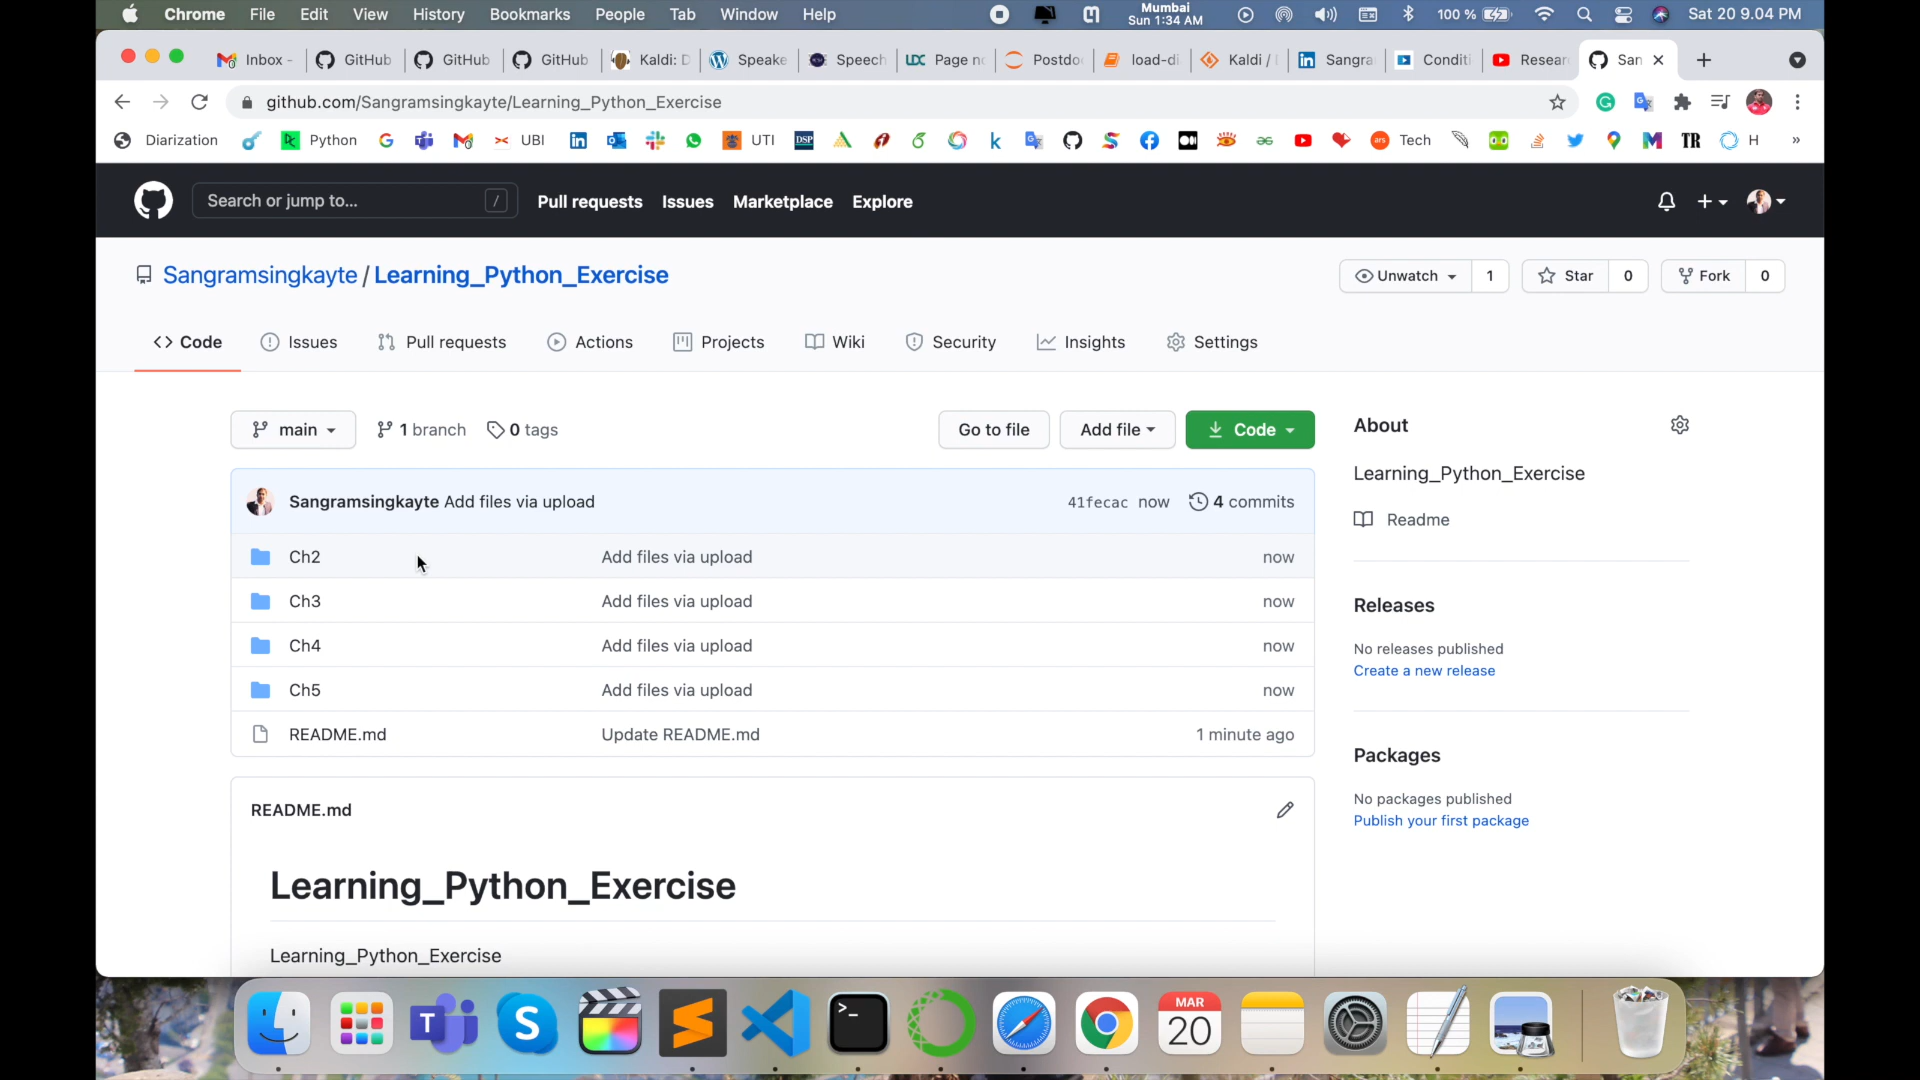 Chrome File Edit View History Bookmarks People Tab Window Help Mumbai 100 % Sat 20 9.04 PM
Sun 1:34 AM
Inbox - GitHub GitHub GitHub Kaldi: D Speake Speech Page no Postdo load-di Kaldi / Sangra Conditi Resear San
github.com/Sangramsingkayte/Learning_Python_Exercise
Diarization Python UBI UTI DSP Tech TR H »
Search or jump to... / Pull requests Issues Marketplace Explore
Sangramsingkayte / Learning_Python_Exercise Unwatch 1 Star 0 Fork 0
Code Issues Pull requests Actions Projects Wiki Security Insights Settings
main 1 branch 0 tags Go to file Add file Code
About
Learning_Python_Exercise
Readme
Sangramsingkayte Add files via upload 41fecac now 4 commits
Ch2 Add files via upload now
Ch3 Add files via upload now
Ch4 Add files via upload now
Ch5 Add files via upload now
README.md Update README.md 1 minute ago
Releases
No releases published
Create a new release
Packages
No packages published
Publish your first package
README.md
Learning_Python_Exercise
Learning_Python_Exercise
MAR
20